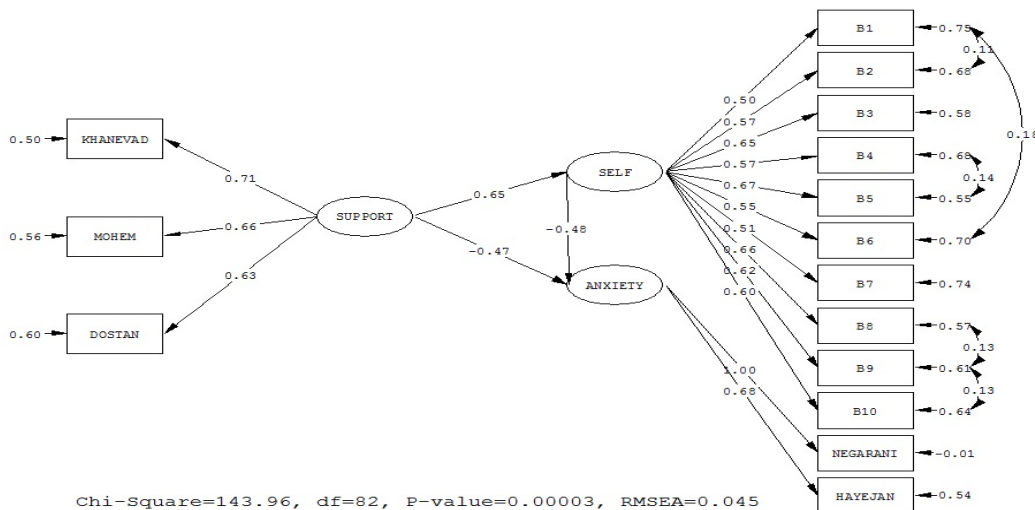 B1
0.75
0.11
B2
0.68
0.50
0.57
B3
0.58
0.50
KHANEVAD
0.65
0.18
0.57
B4
0.68
0.71
SELF
0.14
0.65
0.67
B5
0.55
SUPPORT
0.55
0.66
0.51
B6
0.70
0.56
MOHEM
-0.48
0.66
-0.47
0.62
0.63
ANXIETY
0.60
B7
0.74
B8
0.57
0.60
DOSTAN
0.13
B9
0.61
1.00
0.13
0.68
B10
0.64
NEGARANI
-0.01
HAYEJAN
0.54
Chi-Square=143.96, df=82, P-value=0.00003, RMSEA=0.045